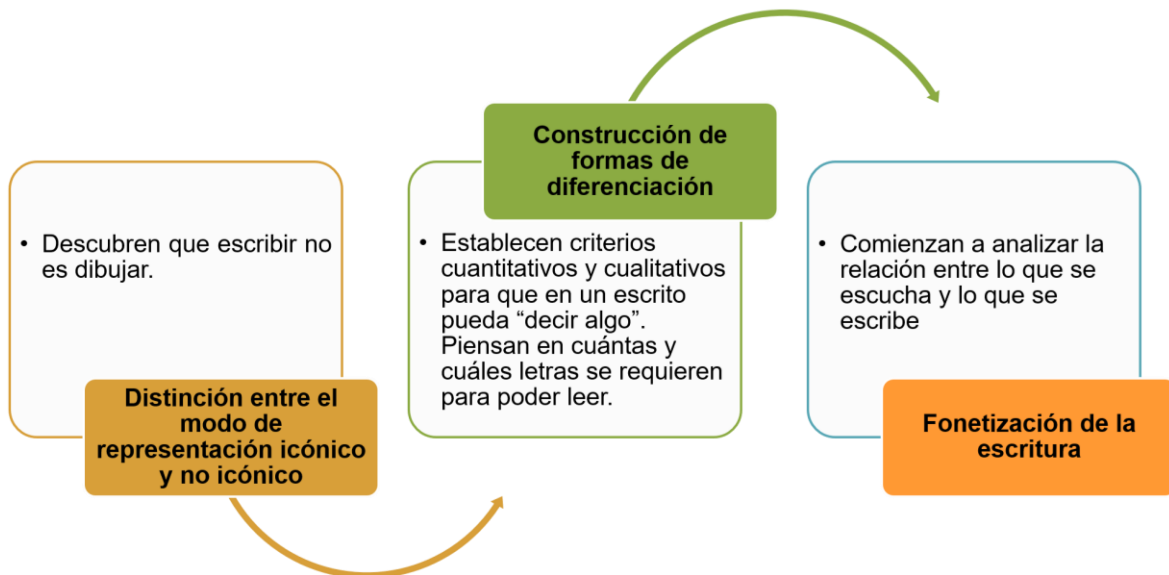 • Descubren que escribir no
es dibujar.
Distinción entre el
modo de
representación icónico
y no icónico
Construcción de
formas de
diferenciación
• Establecen criterios
cuantitativos y cualitativos
para que en un escrito
pueda “decir algo”.
Piensan en cuántas y
cuáles letras se requieren
para poder leer.
• Comienzan a analizar la
relación entre lo que se
escucha y lo que se
escribe
Fonetización de la
escritura